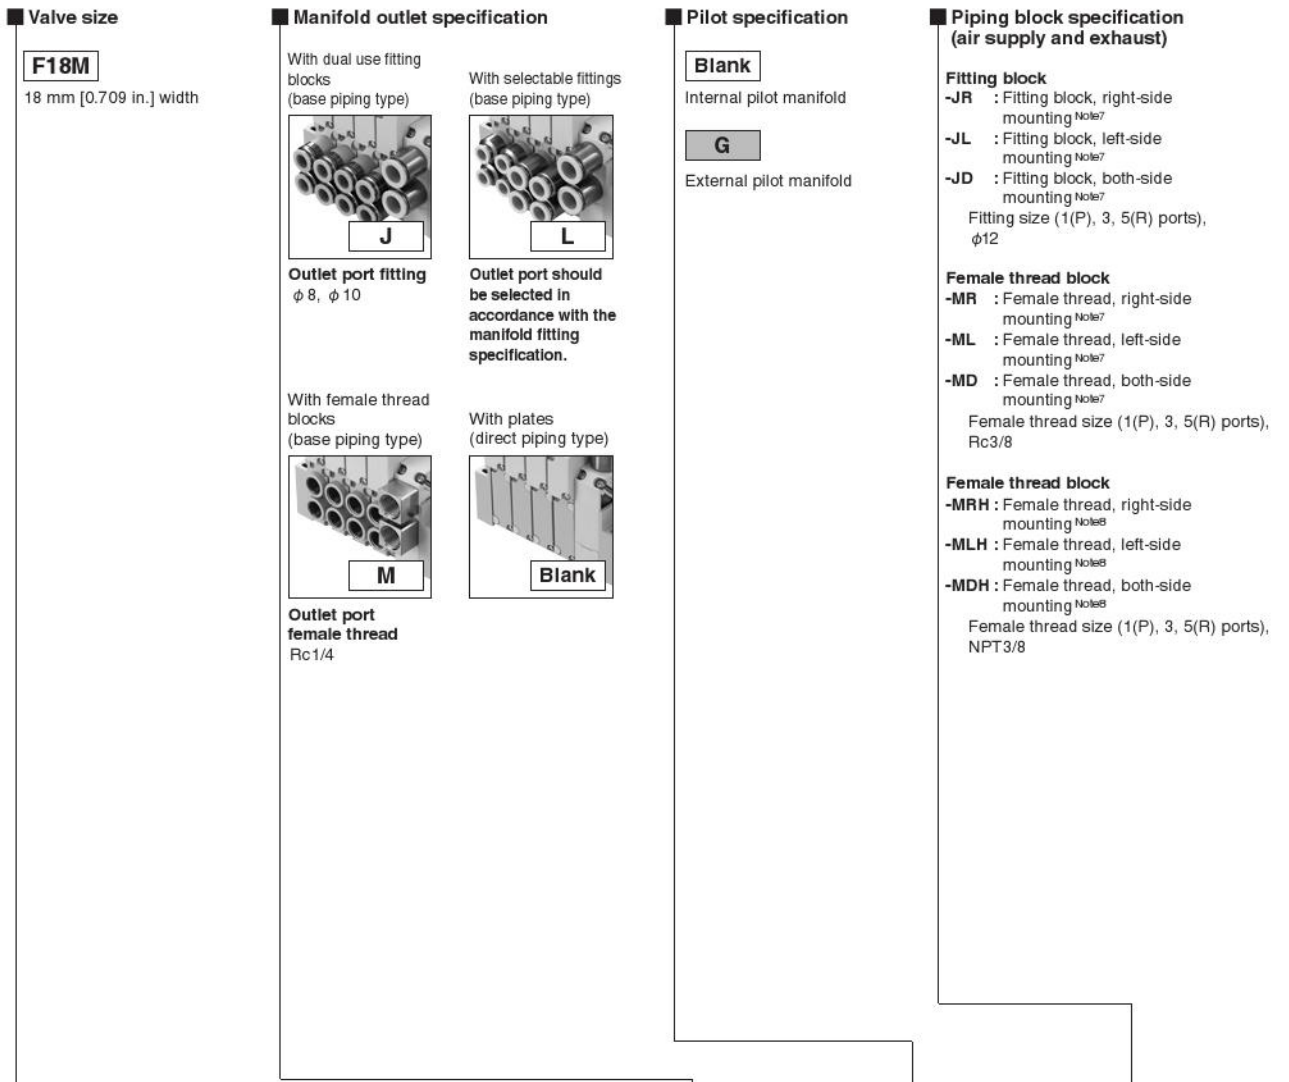 ■ Valve size
F18M
18 mm [0.709 in.] width
■ Manifold outlet specification
With dual use fitting
blocks
(base piping type)
J
Outlet port fitting
φ 8, φ 10
With selectable fittings
(base piping type)
L
Outlet port should
be selected in
accordance with the
manifold fitting
specification.
With female thread
blocks
(base piping type)
M
Outlet port
female thread
Rc1/4
With plates
(direct piping type)
Blank
■ Pilot specification
Blank
Internal pilot manifold
G
External pilot manifold
■ Piping block specification
(air supply and exhaust)
Fitting block
-JR : Fitting block, right-side
mounting Note7
-JL : Fitting block, left-side
mounting Note7
-JD : Fitting block, both-side
mounting Note7
Fitting size (1(P), 3, 5(R) ports),
φ12
Female thread block
-MR : Female thread, right-side
mounting Note7
-ML : Female thread, left-side
mounting Note7
-MD : Female thread, both-side
mounting Note7
Female thread size (1(P), 3, 5(R) ports),
Rc3/8
Female thread block
-MRH : Female thread, right-side
mounting Note8
-MLH : Female thread, left-side
mounting Note8
-MDH : Female thread, both-side
mounting Note8
Female thread size (1(P), 3, 5(R) ports),
NPT3/8